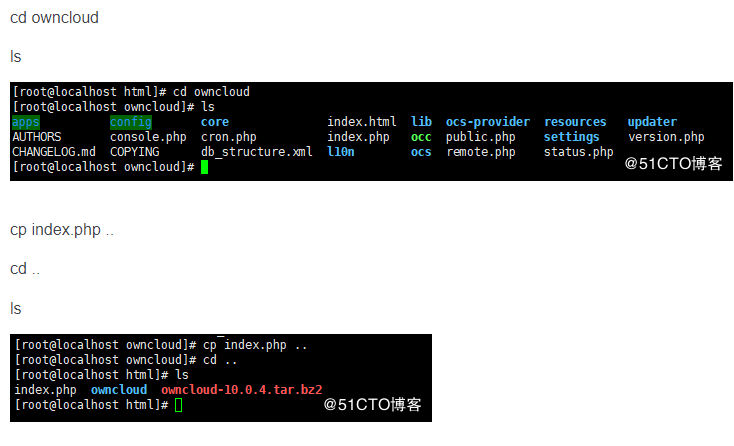 cd owncloud
ls
[root@localhost html]# cd owncloud
[root@localhost owncloud]# ls
apps config core index.html lib ocs-provider resources updater
AUTHORS console.php cron.php index.php occ public.php settings version.php
CHANGELOG.md COPYING db_structure.xml l10n ocs remote.php status.php
[root@localhost owncloud]#
@51CTO博客
cp index.php ..
cd ..
ls
[root@localhost owncloud]# cp index.php ..
[root@localhost owncloud]# cd ..
[root@localhost html]# ls
index.php owncloud owncloud-10.0.4.tar.bz2
[root@localhost html]#
@51CTO博客